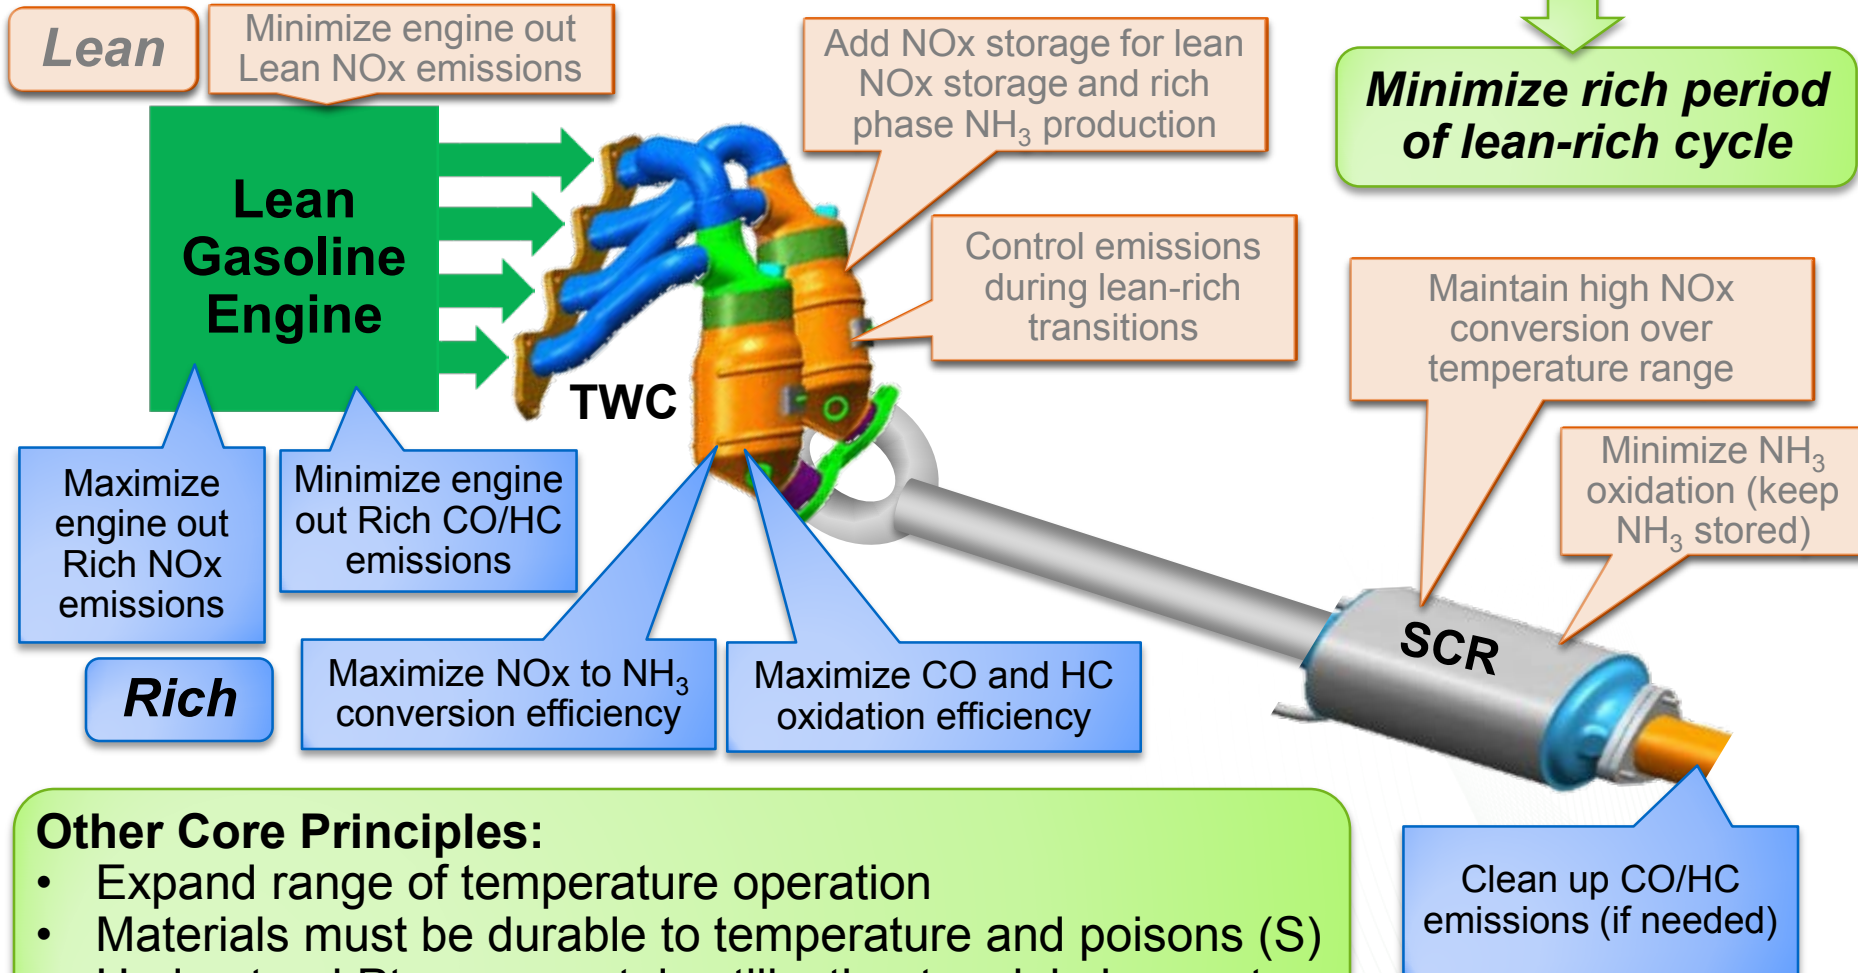 Lean
Minimize engine out
Lean NOx emissions
Add NOx storage for lean
NOx storage and rich
phase NH₃ production
Minimize rich period
of lean-rich cycle
Lean
Gasoline
Engine
Control emissions
during lean-rich
transitions
Maintain high NOx
conversion over
temperature range
TWC
Minimize NH₃
oxidation (keep
NH₃ stored)
Maximize
engine out
Rich NOx
emissions
Minimize engine
out Rich CO/HC
emissions
SCR
Rich
Maximize NOx to NH₃
conversion efficiency
Maximize CO and HC
oxidation efficiency
Other Core Principles:
• Expand range of temperature operation
• Materials must be durable to temperature and poisons (S)
Clean up CO/HC
emissions (if needed)